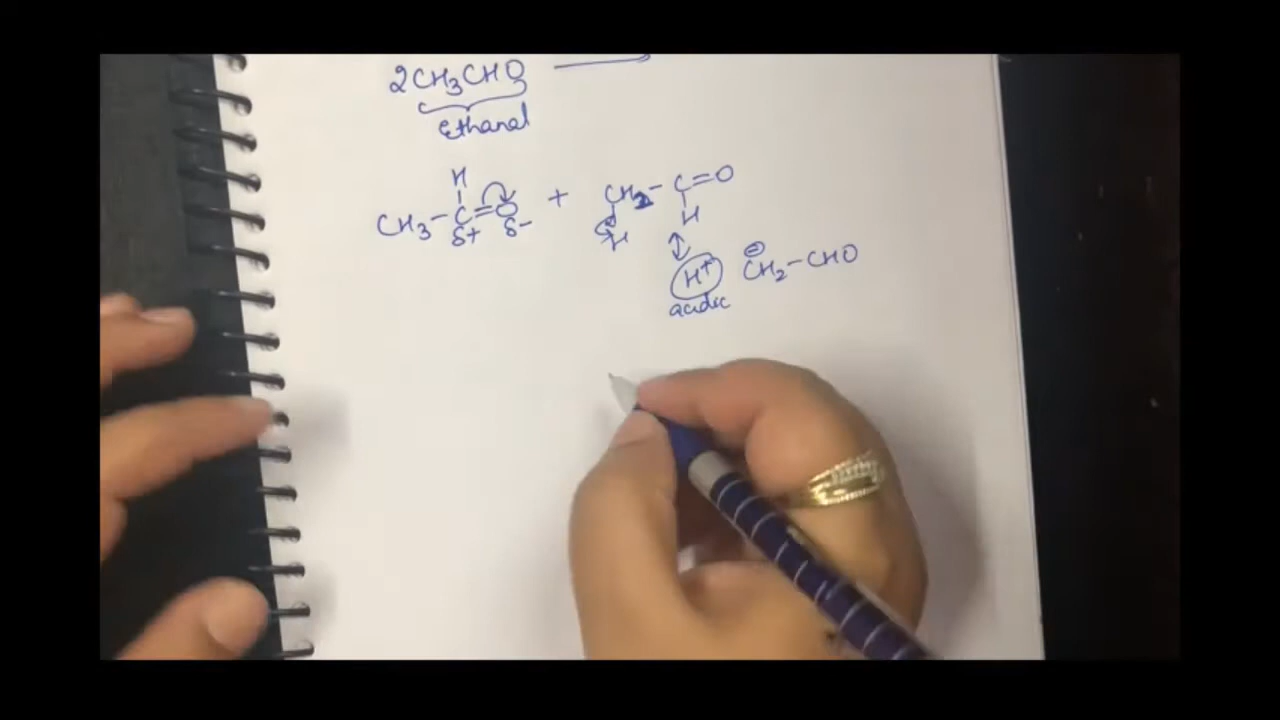 2CH₃CHO
Ethanal
H
CH₃-C=O + CH₂-C=O
δ+ δ- H H
H⁺ ⊖CH₂-CHO
acidic